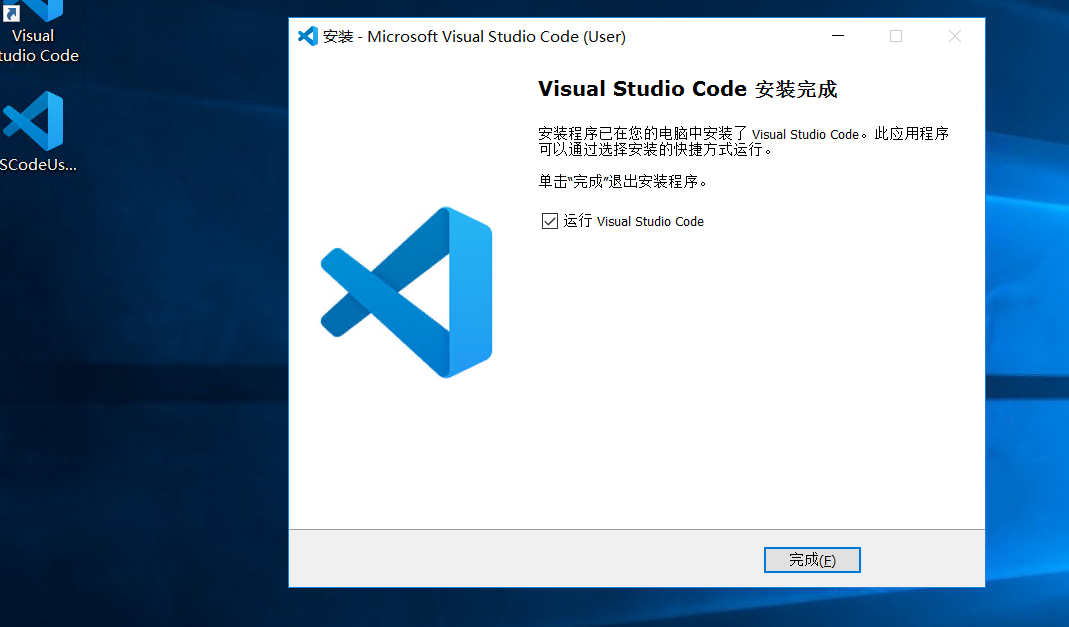 Visual
tudio Code
SCodeUs...
安装 - Microsoft Visual Studio Code (User)
Visual Studio Code 安装完成
安装程序已在您的电脑中安装了 Visual Studio Code。此应用程序
可以通过选择安装的快捷方式运行。
单击“完成”退出安装程序。
运行 Visual Studio Code
完成(F)